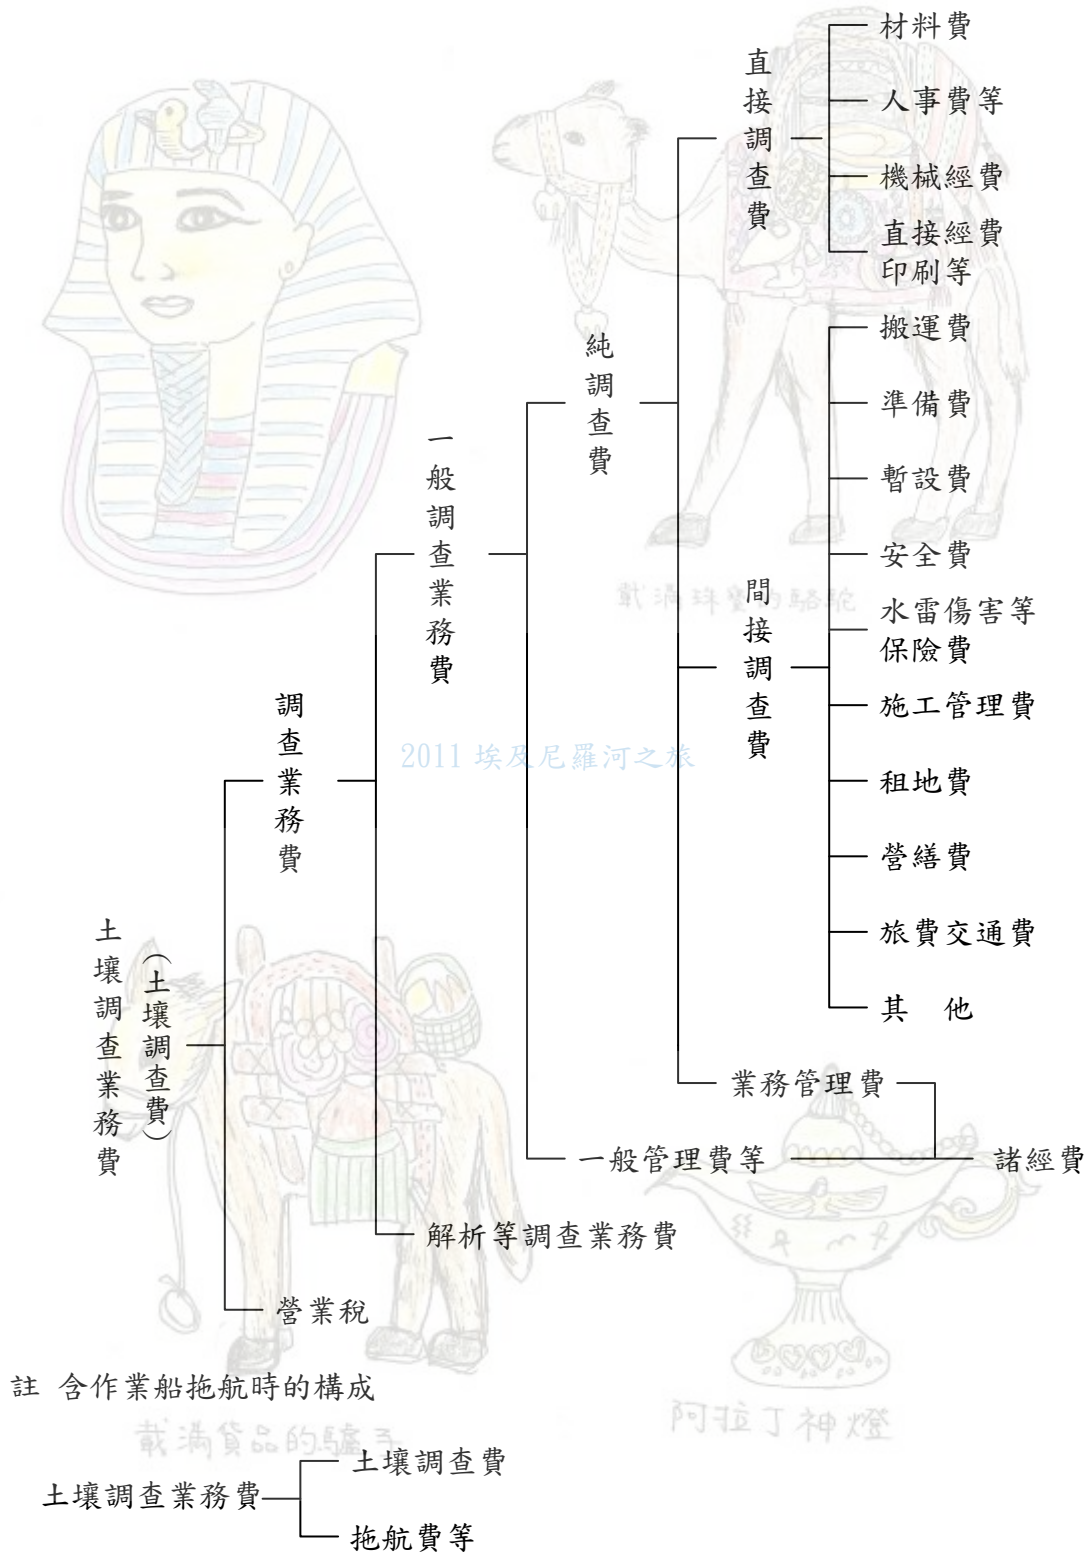 材料費
人事費等
機械經費
直接經費
印刷等
直接調查費
搬運費
準備費
暫設費
安全費
水雷傷害等
保險費
施工管理費
租地費
營繕費
旅費交通費
其 他
間接調查費
純調查費
業務管理費
一般管理費等
諸經費
一般調查業務費
解析等調查業務費
調查業務費
營業稅
土壤調查業務費
(土壤調查費)
2011 埃及尼羅河之旅
載滿珠寶的駱駝
註 含作業船拖航時的構成
載滿貨品的驢子
阿拉丁神燈
土壤調查業務費
土壤調查費
拖航費等